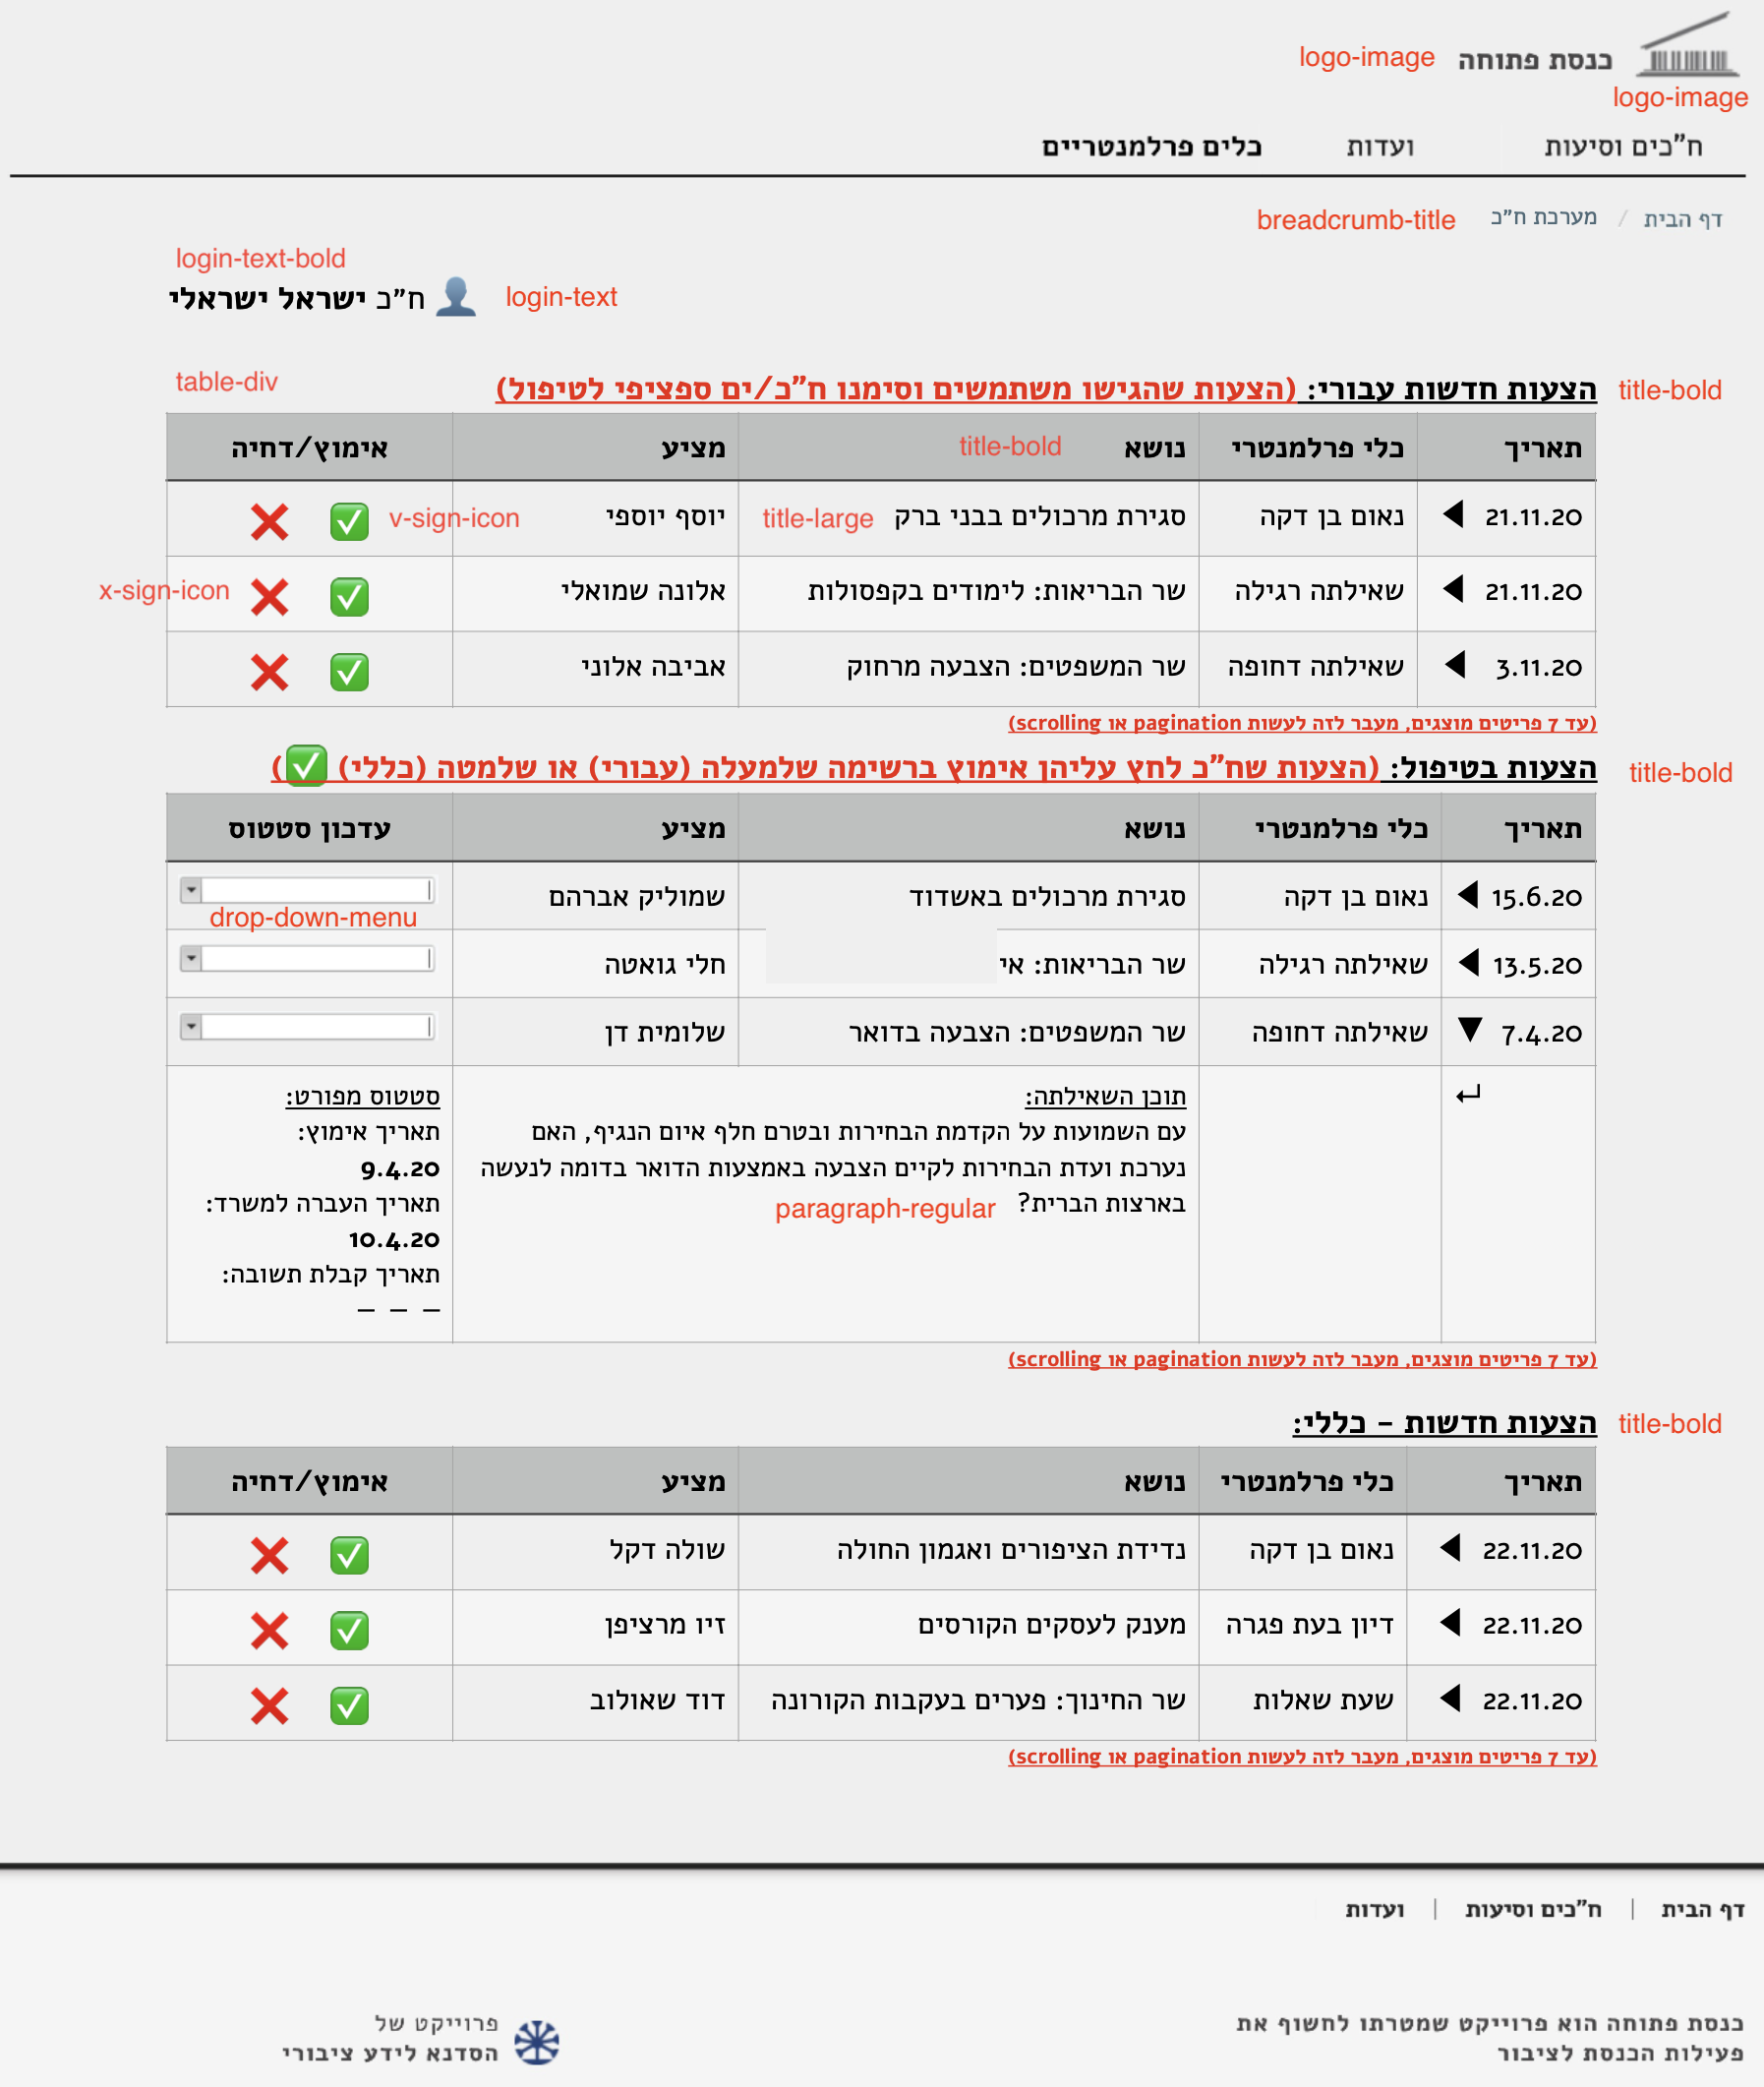 כנסת פתוחה logo-image
logo-image
ח"כים וסיעות ועדות כלים פרלמנטריים
דף הבית / מערכת ח"כ breadcrumb-title
login-text-bold
login-text ח"כ ישראל ישראלי
table-div
title-bold הצעות חדשות עבורי: (הצעות שהגישו משתמשים וסימנו ח"כ/ים ספציפי לטיפול)
תאריך כלי פרלמנטרי נושא title-bold מציע אימוץ/דחיה
21.11.20 ◀ נאום בן דקה סגירת מרכולים בבני ברק title-large יוסף יוספי v-sign-icon ✅ ❌
21.11.20 ◀ שאילתה רגילה שר הבריאות: לימודים בקפסולות אלונה שמואלי ✅ ❌ x-sign-icon
3.11.20 ◀ שאילתה דחופה שר המשפטים: הצבעה מרחוק אביבה אלוני ✅ ❌
(עד 7 פריטים מוצגים, מעבר לזה לעשות pagination או scrolling)
title-bold הצעות בטיפול: (הצעות שח"כ לחץ עליהן אימוץ ברשימה שלמעלה (עבורי) או שלמטה (כללי) ✅)
תאריך כלי פרלמנטרי נושא מציע עדכון סטטוס
15.6.20 ◀ נאום בן דקה סגירת מרכולים באשדוד שמוליק אברהם
drop-down-menu
13.5.20 ◀ שאילתה רגילה שר הבריאות: אי חלי גואטה
7.4.20 ▼ שאילתה דחופה שר המשפטים: הצבעה בדואר שלומית דן
↵ תוכן השאילתה:
עם השמועות על הקדמת הבחירות ובטרם חלף איום הנגיף, האם
נערכת ועדת הבחירות לקיים הצבעה באמצעות הדואר בדומה לנעשה
בארצות הברית? paragraph-regular
סטטוס מפורט:
תאריך אימוץ:
9.4.20
תאריך העברה למשרד:
10.4.20
תאריך קבלת תשובה:
– – –
(עד 7 פריטים מוצגים, מעבר לזה לעשות pagination או scrolling)
title-bold הצעות חדשות – כללי:
תאריך כלי פרלמנטרי נושא מציע אימוץ/דחיה
22.11.20 ◀ נאום בן דקה נדידת הציפורים ואגמון החולה שולה דקל ✅ ❌
22.11.20 ◀ דיון בעת פגרה מענק לעסקים הקורסים זיו מרציפן ✅ ❌
22.11.20 ◀ שעת שאלות שר החינוך: פערים בעקבות הקורונה דוד שאולוב ✅ ❌
(עד 7 פריטים מוצגים, מעבר לזה לעשות pagination או scrolling)
דף הבית | ח"כים וסיעות | ועדות
כנסת פתוחה הוא פרוייקט שמטרתו לחשוף את
פעילות הכנסת לציבור
פרוייקט של
הסדנא לידע ציבורי